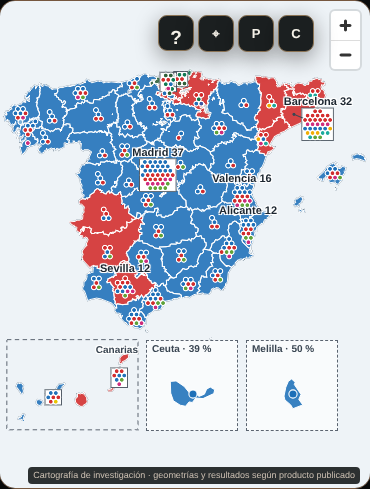 ? ⌖ P C
+
−
Barcelona 32
Madrid 37
Valencia 16
Alicante 12
Sevilla 12
Canarias
Ceuta · 39 %
Melilla · 50 %
Cartografía de investigación · geometrías y resultados según producto publicado